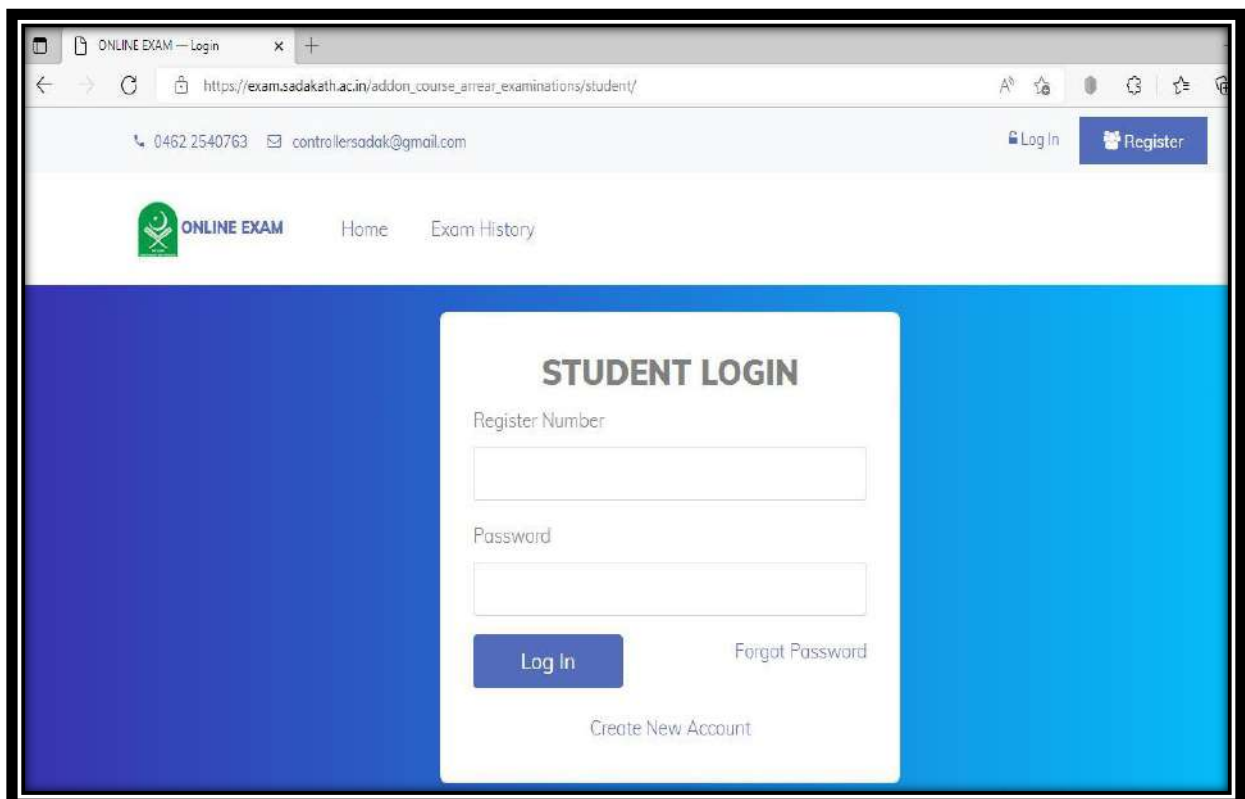 ONLINE EXAM — Login
https://exam.sadakath.ac.in/addon_course_arrear_examinations/student/
0462 2540763 controllersadak@gmail.com Log In Register
ONLINE EXAM Home Exam History
STUDENT LOGIN
Register Number
Password
Log In Forgot Password
Create New Account